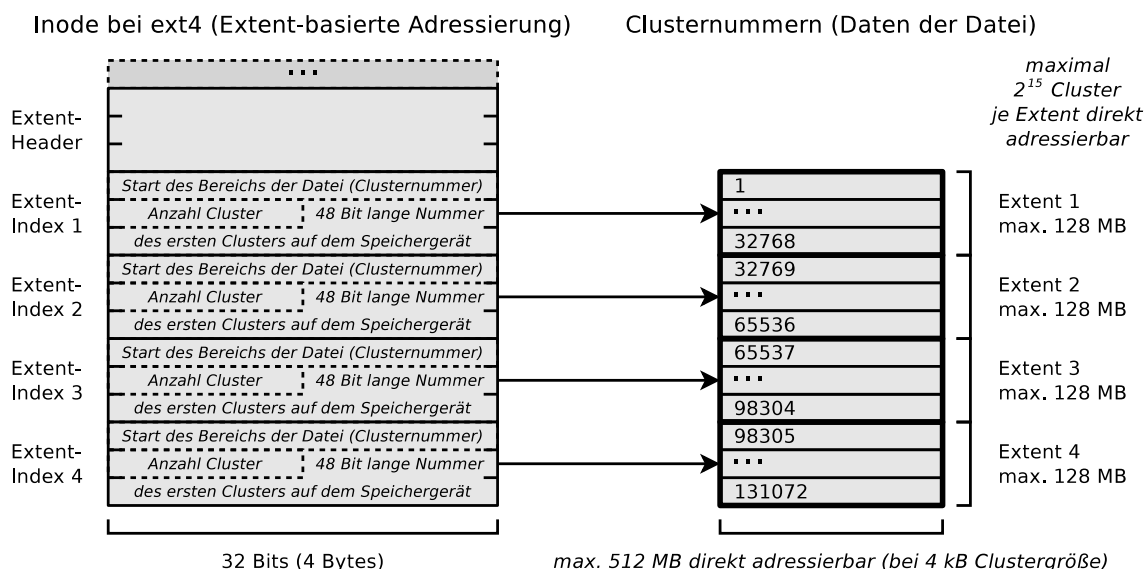 Inode bei ext4 (Extent-basierte Adressierung)
Clusternummern (Daten der Datei)
...
maximal
2^15 Cluster
je Extent direkt
adressierbar
Extent-
Header
Extent-
Index 1
Start des Bereichs der Datei (Clusternummer)
Anzahl Cluster
48 Bit lange Nummer
des ersten Clusters auf dem Speichergerät
1
...
32768
Extent 1
max. 128 MB
Extent-
Index 2
Start des Bereichs der Datei (Clusternummer)
Anzahl Cluster
48 Bit lange Nummer
des ersten Clusters auf dem Speichergerät
32769
...
65536
Extent 2
max. 128 MB
Extent-
Index 3
Start des Bereichs der Datei (Clusternummer)
Anzahl Cluster
48 Bit lange Nummer
des ersten Clusters auf dem Speichergerät
65537
...
98304
Extent 3
max. 128 MB
Extent-
Index 4
Start des Bereichs der Datei (Clusternummer)
Anzahl Cluster
48 Bit lange Nummer
des ersten Clusters auf dem Speichergerät
98305
...
131072
Extent 4
max. 128 MB
32 Bits (4 Bytes)
max. 512 MB direkt adressierbar (bei 4 kB Clustergröße)